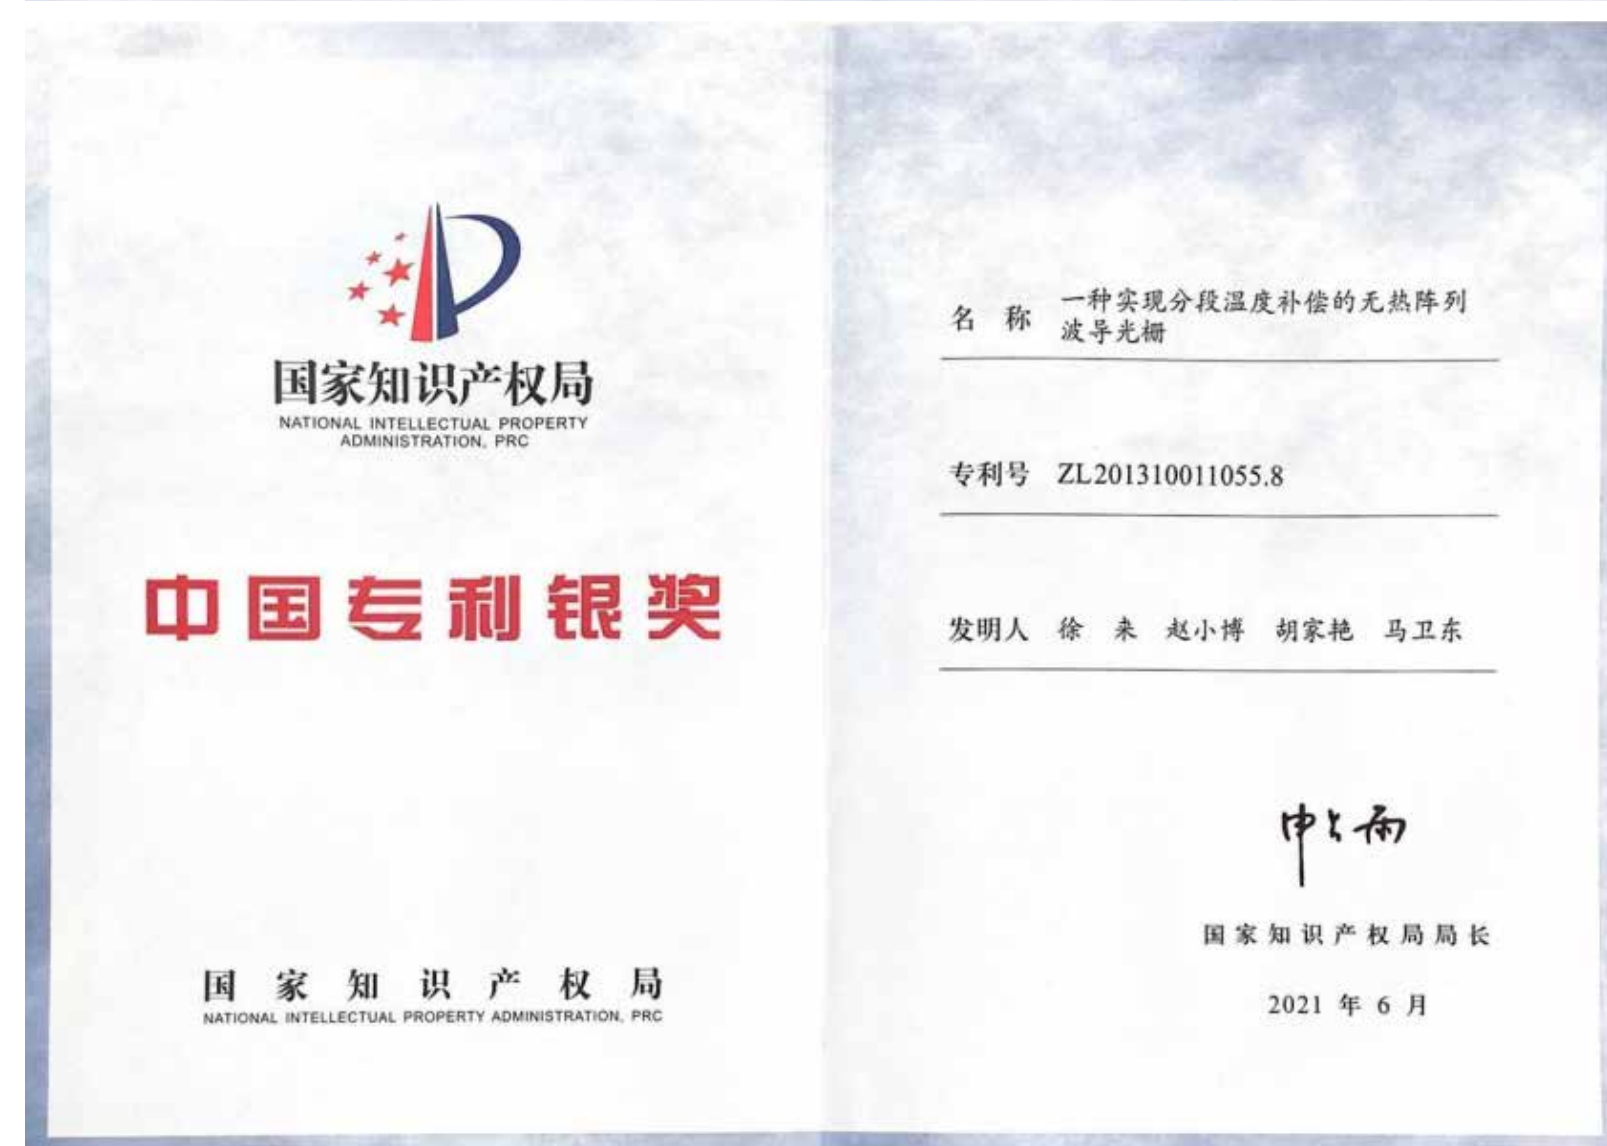 国家知识产权局
NATIONAL INTELLECTUAL PROPERTY
ADMINISTRATION, PRC
中国专利银奖
国家知识产权局
NATIONAL INTELLECTUAL PROPERTY ADMINISTRATION, PRC
名 称 一种实现分段温度补偿的无热阵列
波导光栅
专利号 ZL201310011055.8
发明人 徐 来 赵小博 胡家艳 马卫东
申长雨
国家知识产权局局长
2021 年 6 月